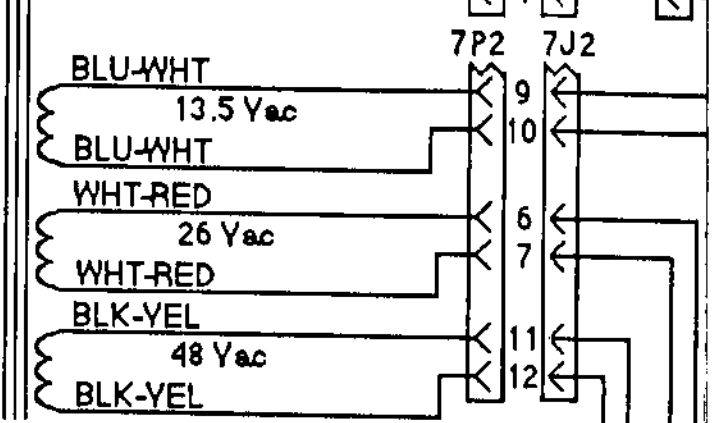 7P2 7J2
BLU-WHT
9
13.5 Vac
10
BLU-WHT
WHT-RED
6
26 Vac
7
WHT-RED
BLK-YEL
11
48 Vac
12
BLK-YEL